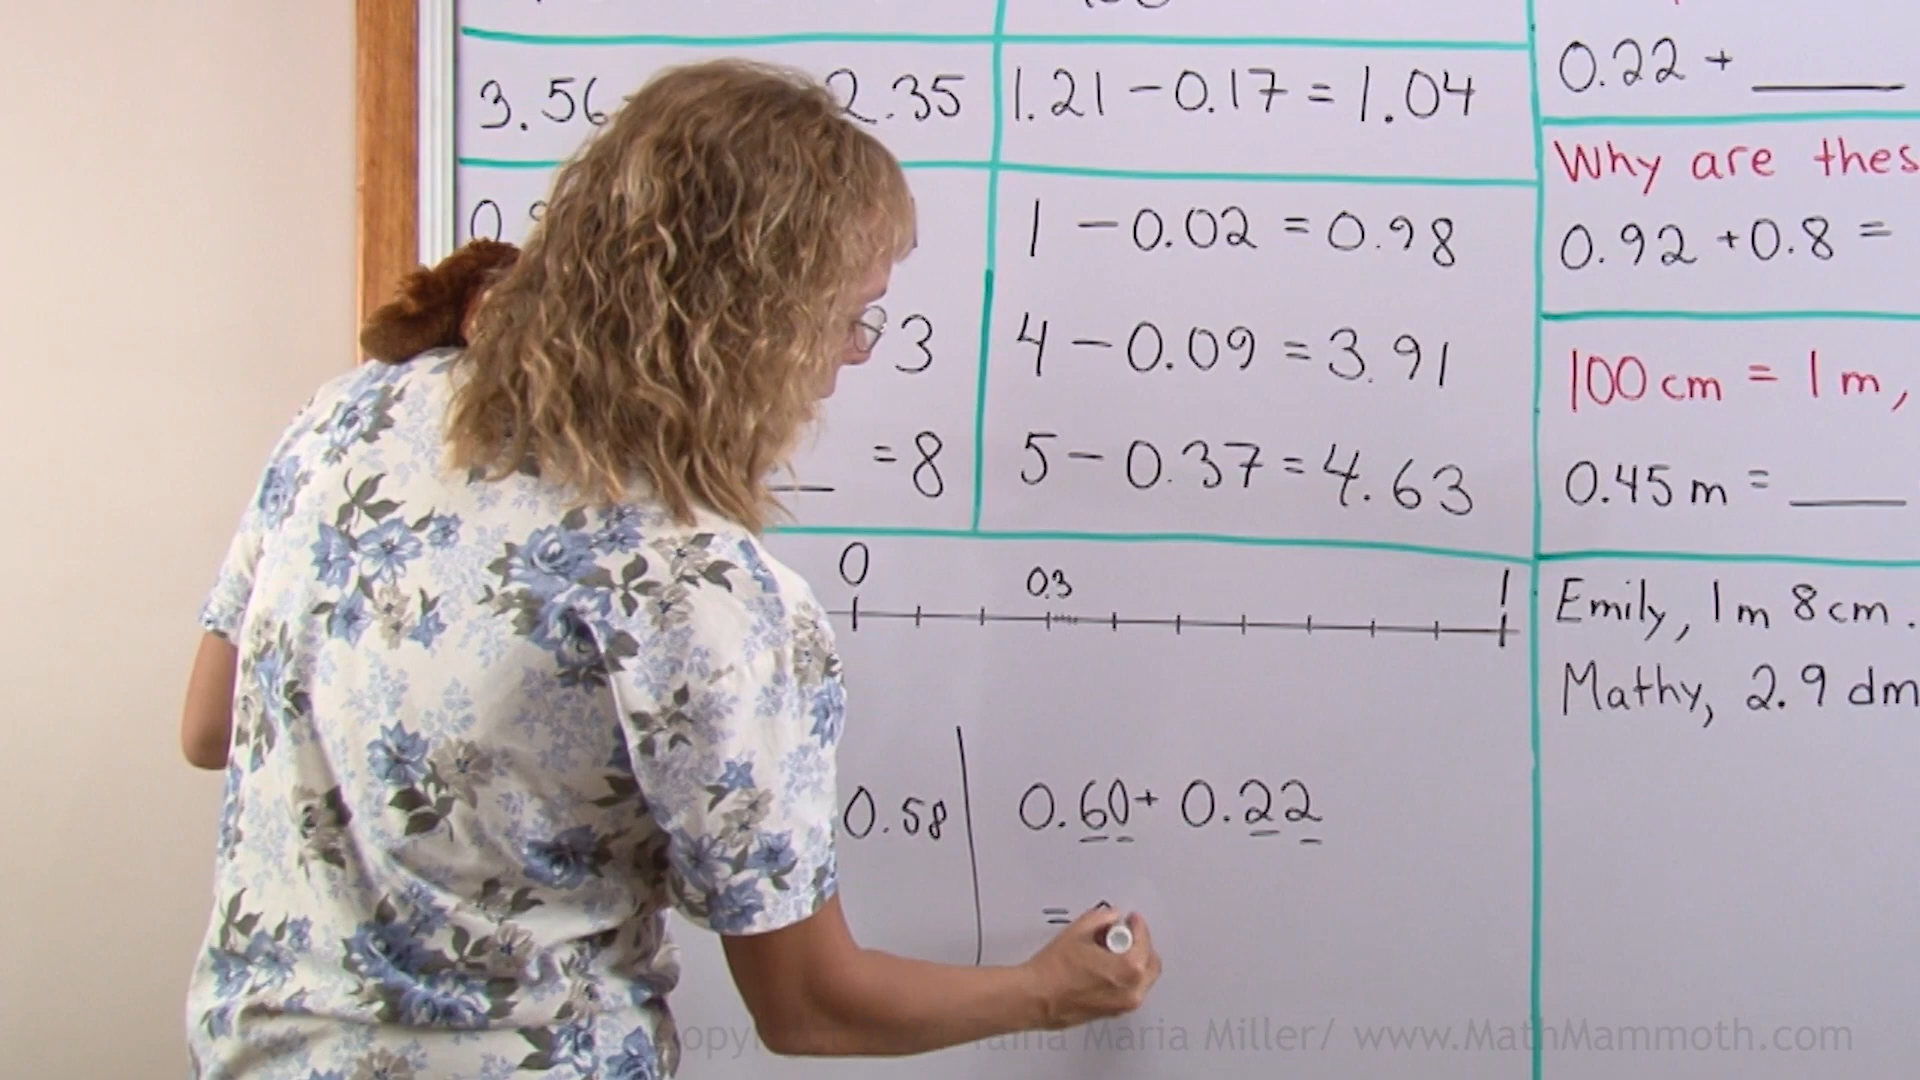 3.56 2.35
1.21 - 0.17 = 1.04
3
= 8
1 - 0.02 = 0.98
4 - 0.09 = 3.91
5 - 0.37 = 4.63
0 0.3 1
0.58
0.60 + 0.22
=
0.22 + ____
Why are
0.92 + 0.8 =
100 cm = 1 m,
0.45 m = ____
Emily, 1 m 8 cm.
Mathy, 2.9 dm
Maria Miller/ www.MathMammoth.com